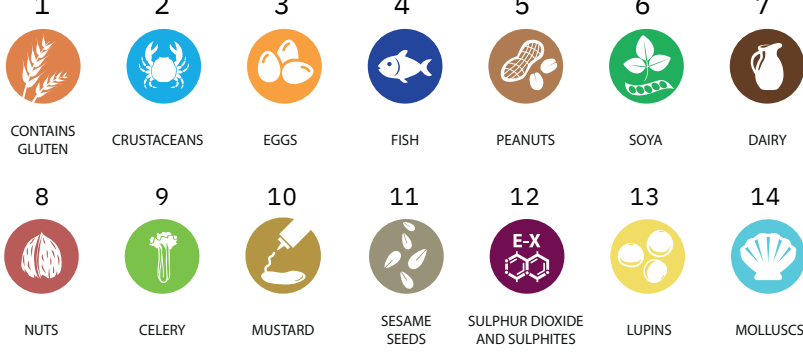 1 2 3 4 5 6 7
CONTAINS
GLUTEN
CRUSTACEANS
EGGS
FISH
PEANUTS
SOYA
DAIRY
8 9 10 11 12 13 14
E-X
NUTS
CELERY
MUSTARD
SESAME
SEEDS
SULPHUR DIOXIDE
AND SULPHITES
LUPINS
MOLLUSCS